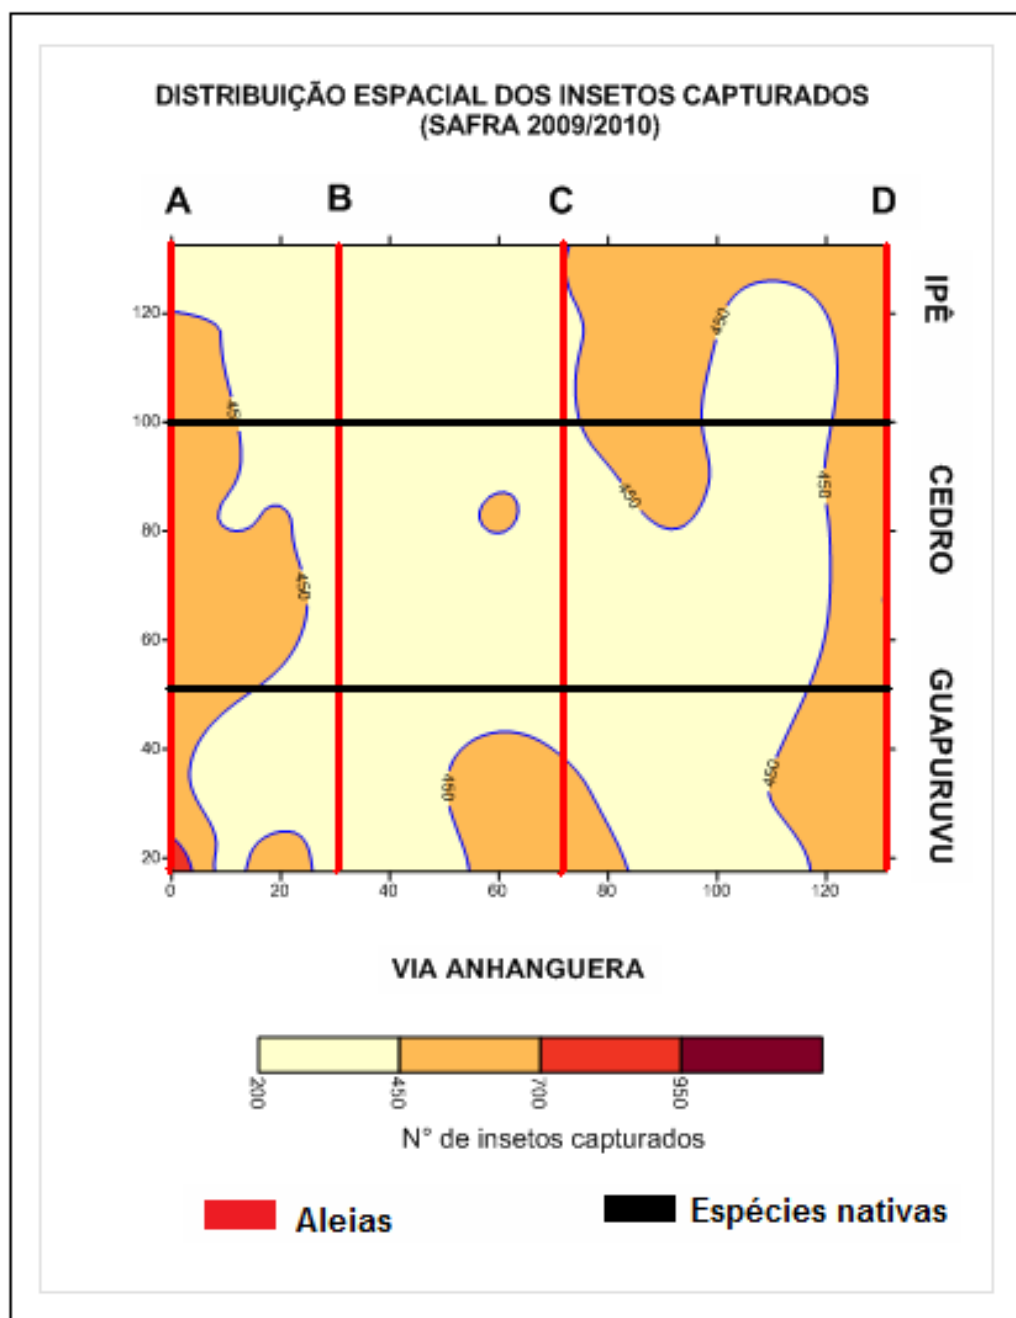 DISTRIBUIÇÃO ESPACIAL DOS INSETOS CAPTURADOS
(SAFRA 2009/2010)
A B C D
IPÊ
CEDRO
GUAPURUVU
120
100
80
60
40
20
0 20 40 60 80 100 120
450
45
450
450
450
450
450
VIA ANHANGUERA
200 450 700 950
N° de insetos capturados
Aleias
Espécies nativas